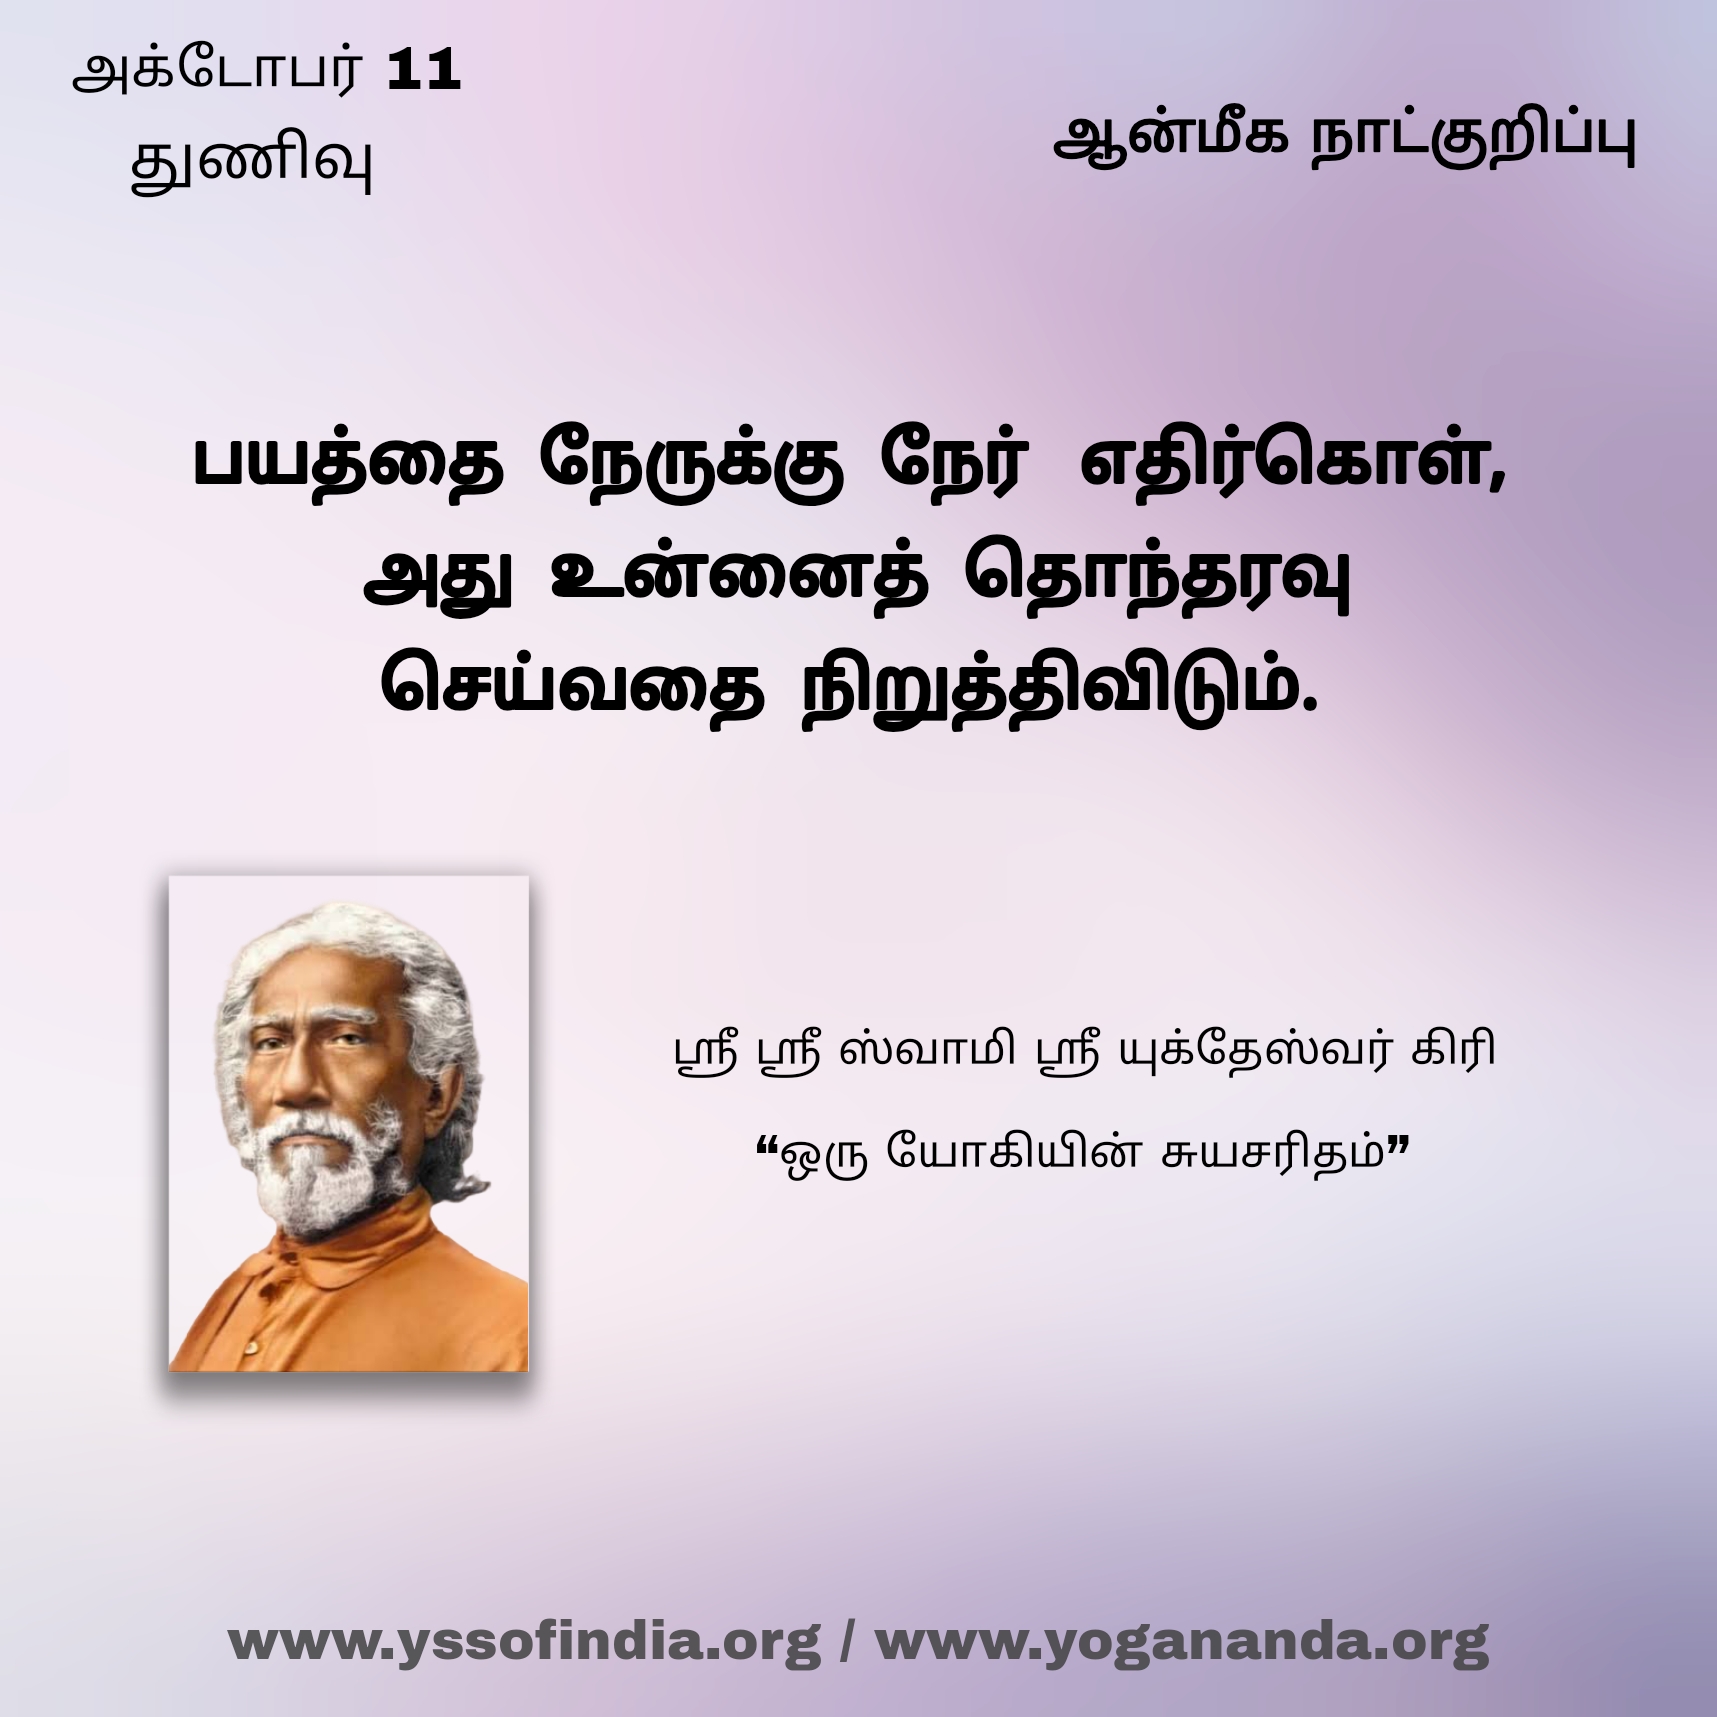 அக்டோபர் 11
துணிவு
ஆன்மீக நாட்குறிப்பு
பயத்தை நேருக்கு நேர் எதிர்கொள்,
அது உன்னைத் தொந்தரவு
செய்வதை நிறுத்திவிடும்.
ஸ்ரீ ஸ்ரீ ஸ்வாமி ஸ்ரீ யுக்தேஸ்வர் கிரி
“ஒரு யோகியின் சுயசரிதம்”
www.yssofindia.org / www.yogananda.org